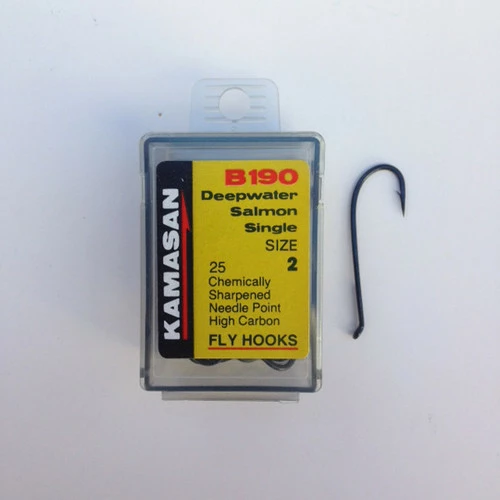 KAMASAN
B190
Deepwater
Salmon
Single
SIZE
25 2
Chemically
Sharpened
Needle Point
High Carbon
FLY HOOKS